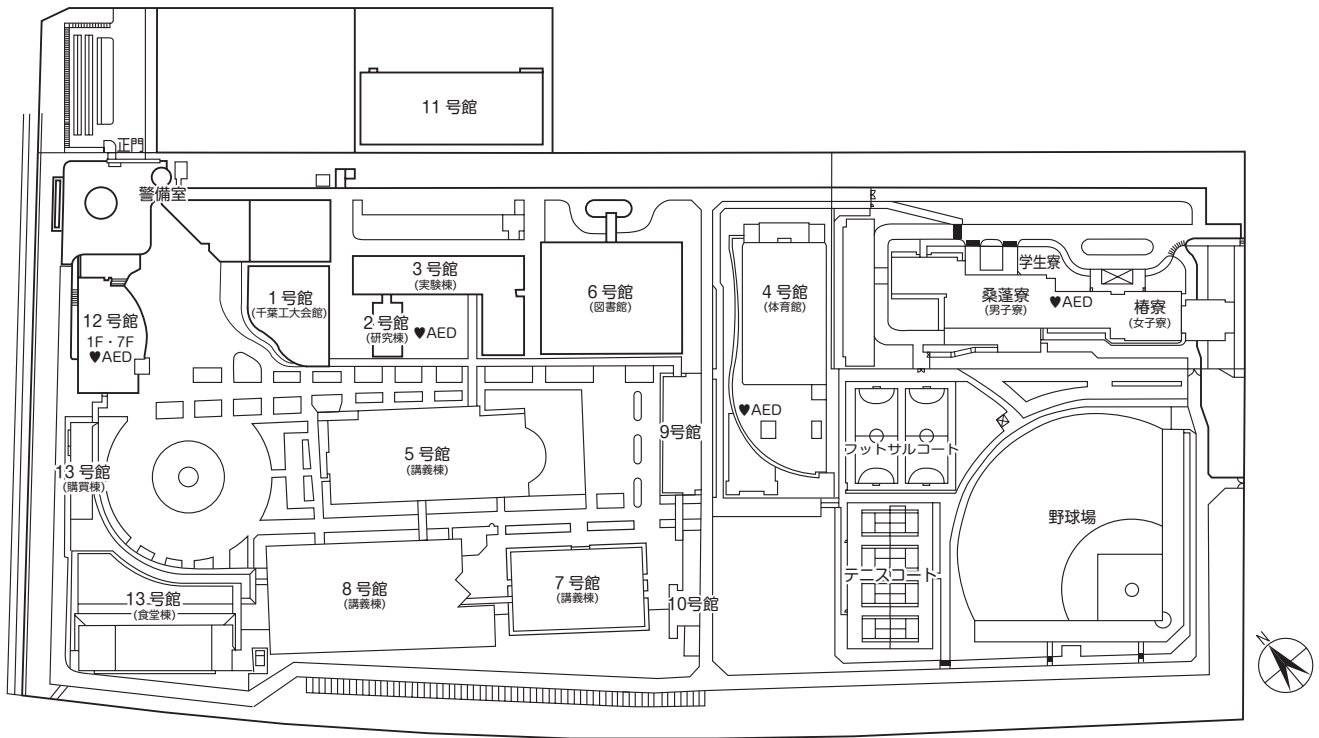 11 号館
正門
警備室
3 号館
(実験棟)
1 号館
(千葉工大会館)
2 号館
(研究棟)
♥AED
6 号館
(図書館)
4 号館
(体育館)
学生寮
桑蓬寮
(男子寮)
♥AED
椿寮
(女子寮)
12 号館
1F・7F
♥AED
♥AED
9号館
5 号館
(講義棟)
フットサルコート
13 号館
(購買棟)
野球場
テニスコート
8 号館
(講義棟)
7 号館
(講義棟)
10号館
13 号館
(食堂棟)
N